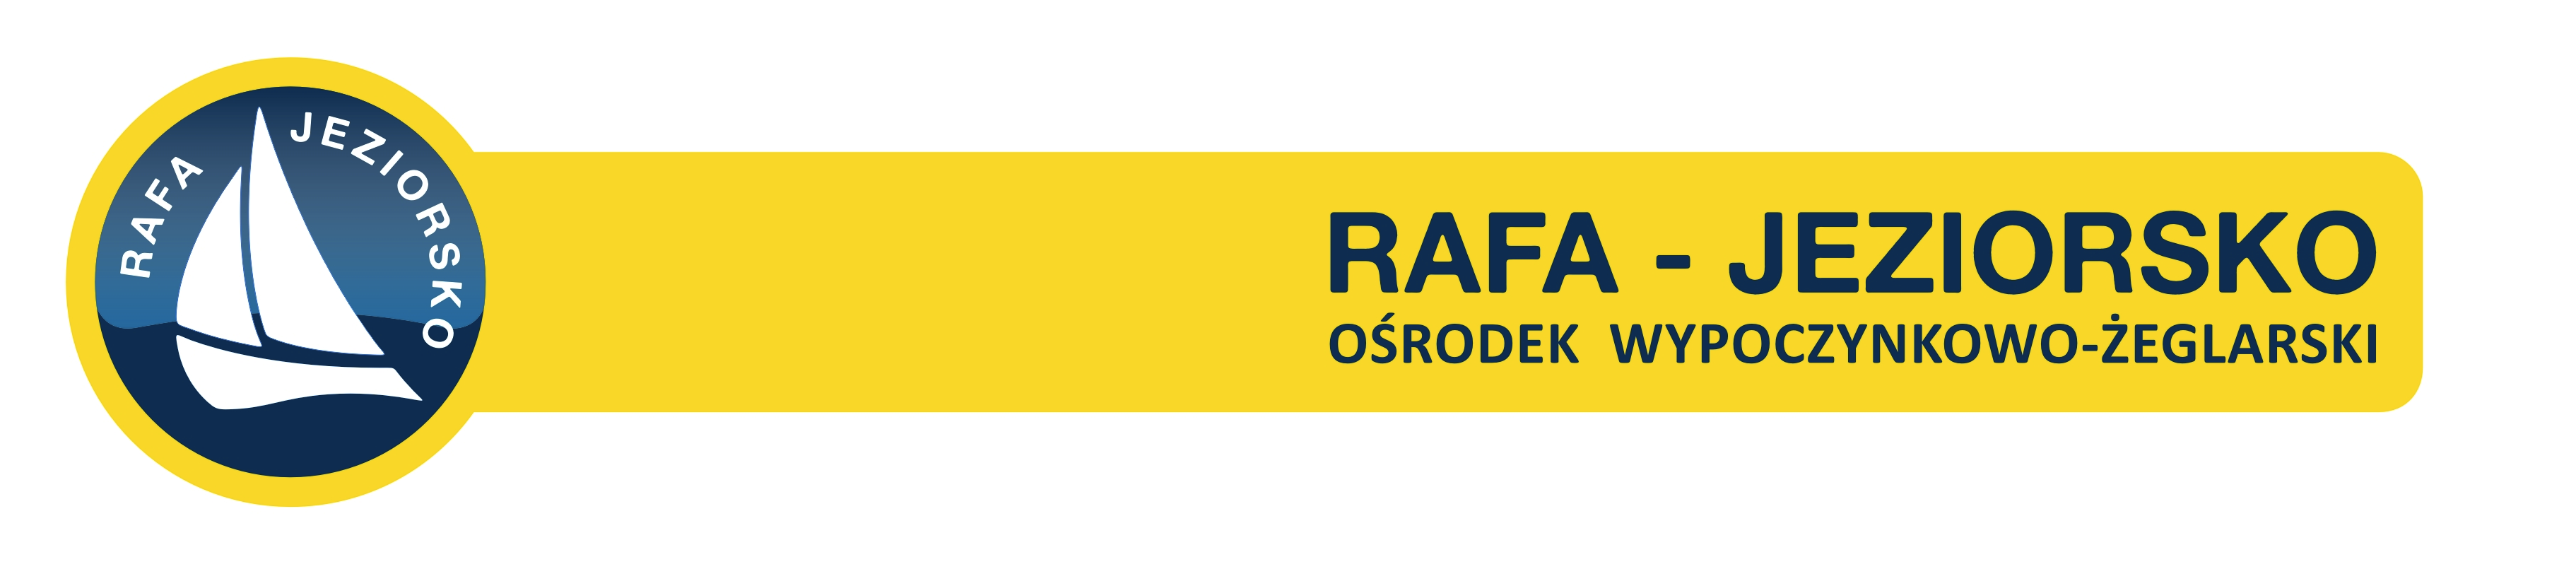 RAFA JEZIORSKO
RAFA - JEZIORSKO
OŚRODEK WYPOCZYNKOWO-ŻEGLARSKI